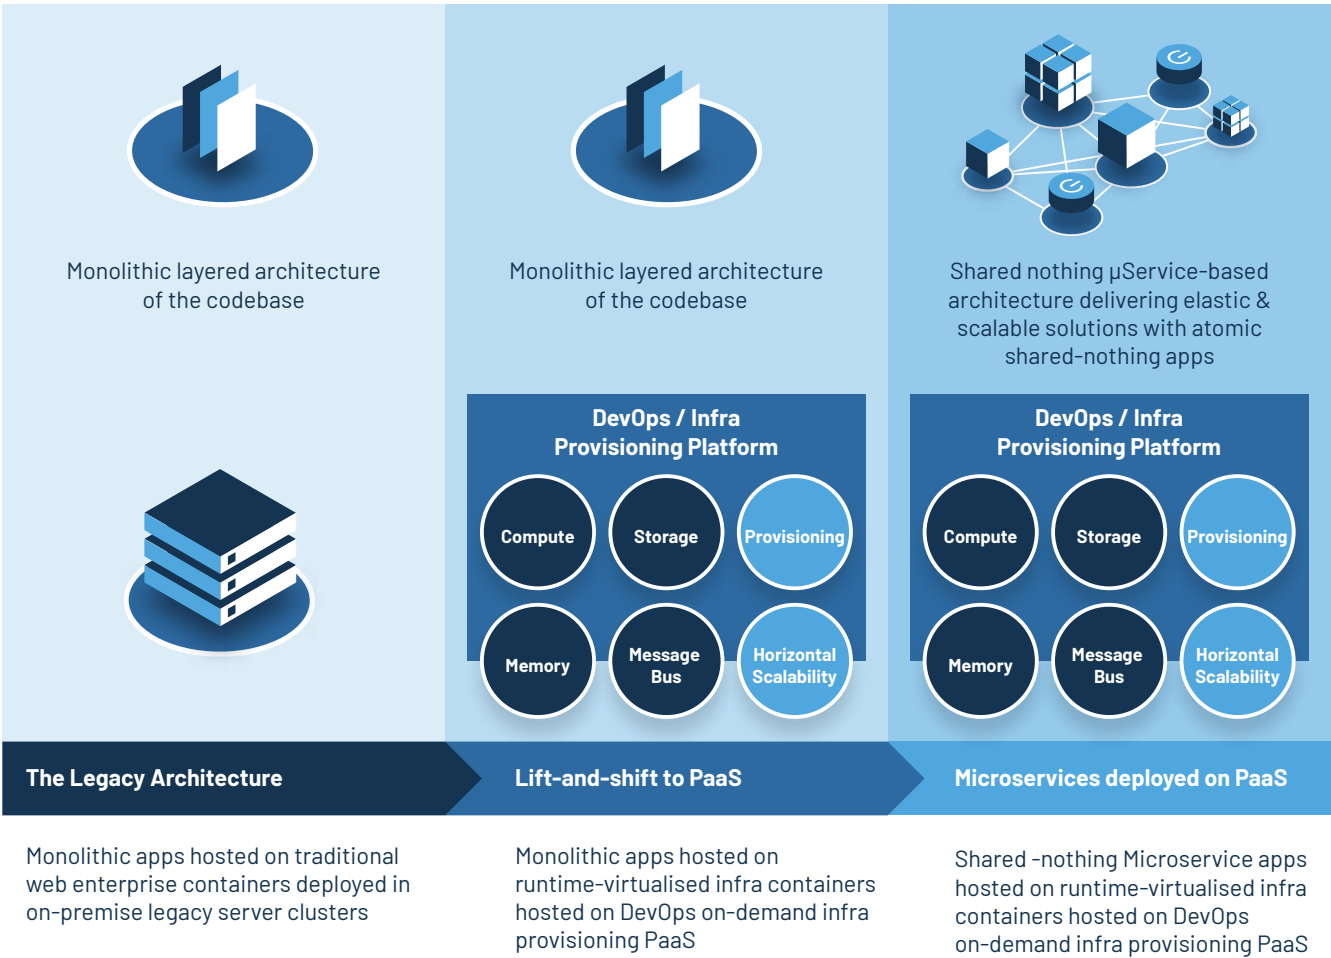 Monolithic layered architecture
of the codebase
Monolithic layered architecture
of the codebase
Shared nothing µService-based
architecture delivering elastic &
scalable solutions with atomic
shared-nothing apps
DevOps / Infra
Provisioning Platform
Compute
Storage
Provisioning
Memory
Message
Bus
Horizontal
Scalability
DevOps / Infra
Provisioning Platform
Compute
Storage
Provisioning
Memory
Message
Bus
Horizontal
Scalability
The Legacy Architecture
Lift-and-shift to PaaS
Microservices deployed on PaaS
Monolithic apps hosted on traditional
web enterprise containers deployed in
on-premise legacy server clusters
Monolithic apps hosted on
runtime-virtualised infra containers
hosted on DevOps on-demand infra
provisioning PaaS
Shared -nothing Microservice apps
hosted on runtime-virtualised infra
containers hosted on DevOps
on-demand infra provisioning PaaS